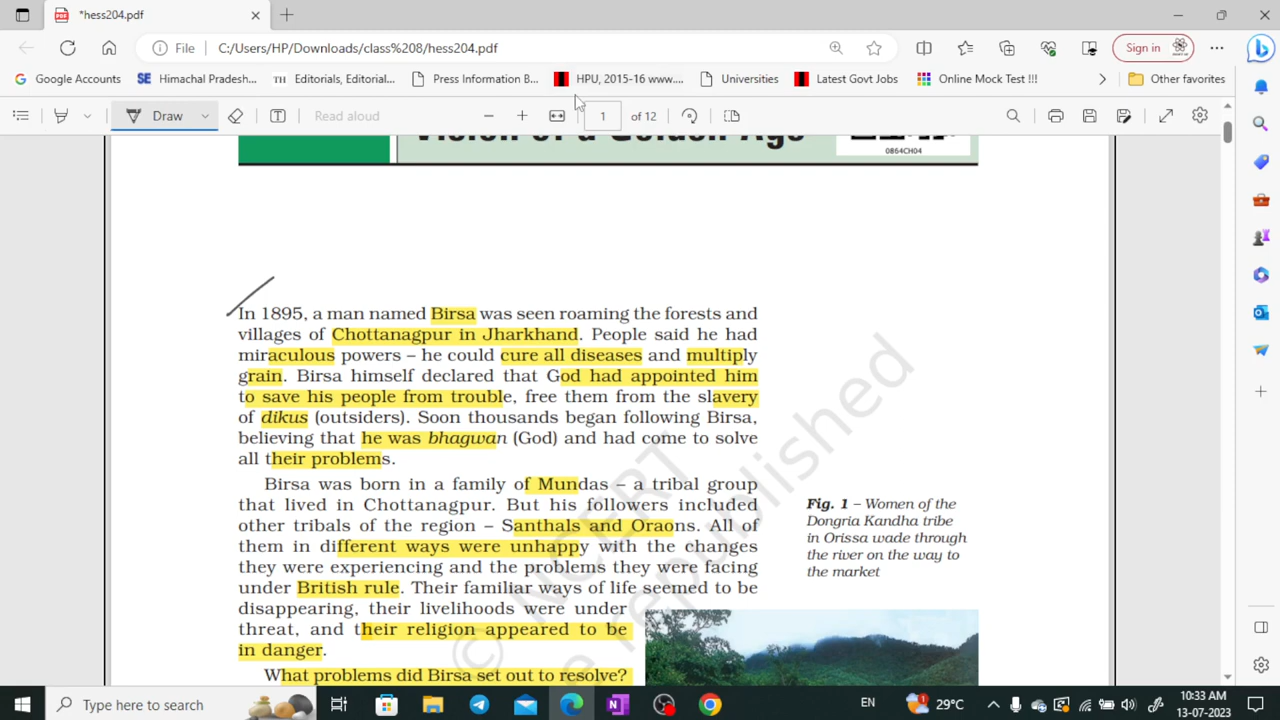 *hess204.pdf
File C:/Users/HP/Downloads/class%208/hess204.pdf
Sign in
Google Accounts
SE Himachal Pradesh...
TH Editorials, Editorial...
Press Information B...
HPU, 2015-16 www....
Universities
Latest Govt Jobs
Online Mock Test !!!
Other favorites
Draw
Read aloud
1 of 12
Vision of a Golden Age
0864CH04
In 1895, a man named Birsa was seen roaming the forests and
villages of Chottanagpur in Jharkhand. People said he had
miraculous powers – he could cure all diseases and multiply
grain. Birsa himself declared that God had appointed him
to save his people from trouble, free them from the slavery
of dikus (outsiders). Soon thousands began following Birsa,
believing that he was bhagwan (God) and had come to solve
all their problems.
Birsa was born in a family of Mundas – a tribal group
that lived in Chottanagpur. But his followers included
other tribals of the region – Santhals and Oraons. All of
them in different ways were unhappy with the changes
they were experiencing and the problems they were facing
under British rule. Their familiar ways of life seemed to be
disappearing, their livelihoods were under
threat, and their religion appeared to be
in danger.
What problems did Birsa set out to resolve?
Fig. 1 – Women of the
Dongria Kandha tribe
in Orissa wade through
the river on the way to
the market
© NCERT
be republished
Type here to search
1
29°C
EN
10:33 AM
13-07-2023